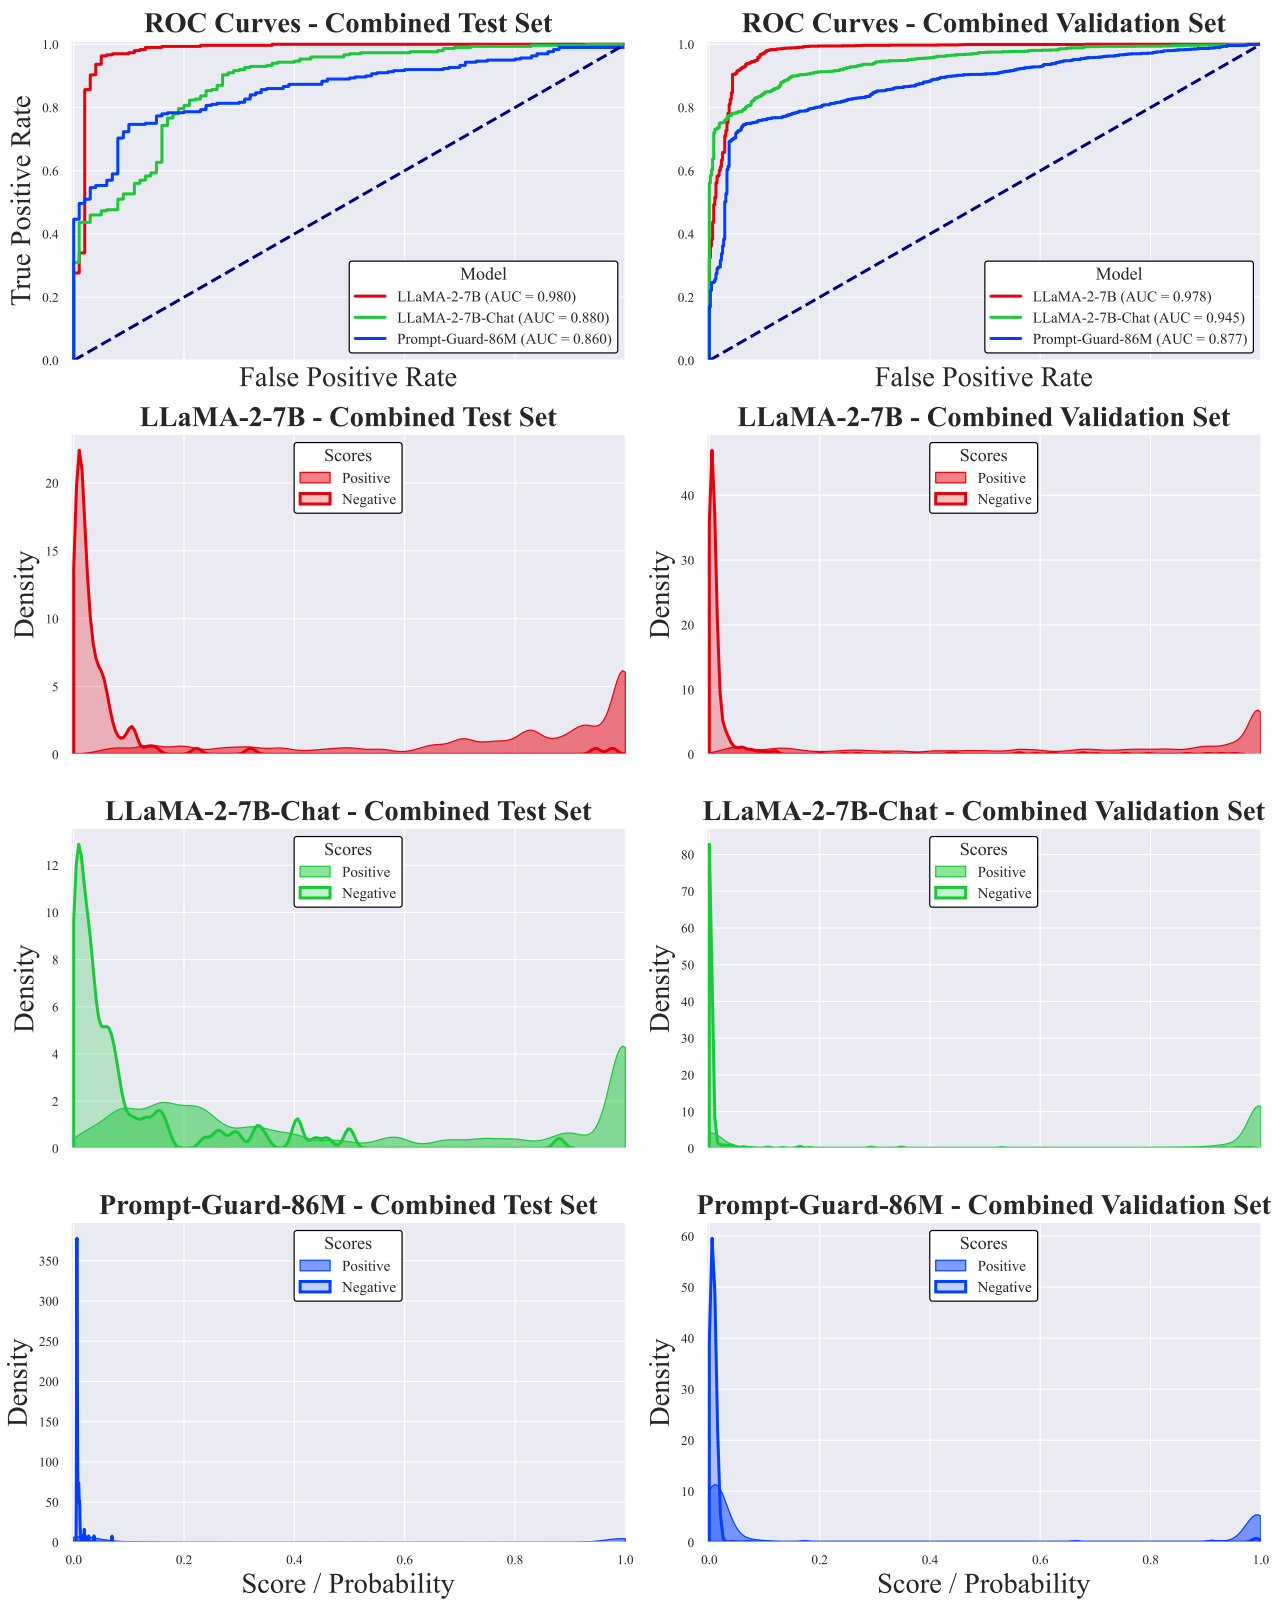 ROC Curves - Combined Test Set
True Positive Rate
1.0
0.8
0.6
0.4
0.2
0.0
Model
LLaMA-2-7B (AUC = 0.980)
LLaMA-2-7B-Chat (AUC = 0.880)
Prompt-Guard-86M (AUC = 0.860)
False Positive Rate
ROC Curves - Combined Validation Set
1.0
0.8
0.6
0.4
0.2
0.0
Model
LLaMA-2-7B (AUC = 0.978)
LLaMA-2-7B-Chat (AUC = 0.945)
Prompt-Guard-86M (AUC = 0.877)
False Positive Rate
LLaMA-2-7B - Combined Test Set
Density
20
15
10
5
0
Scores
Positive
Negative
LLaMA-2-7B - Combined Validation Set
Density
40
30
20
10
0
Scores
Positive
Negative
LLaMA-2-7B-Chat - Combined Test Set
Density
12
10
8
6
4
2
0
Scores
Positive
Negative
LLaMA-2-7B-Chat - Combined Validation Set
Density
80
70
60
50
40
30
20
10
0
Scores
Positive
Negative
Prompt-Guard-86M - Combined Test Set
Density
350
300
250
200
150
100
50
0
Scores
Positive
Negative
0.0 0.2 0.4 0.6 0.8 1.0
Score / Probability
Prompt-Guard-86M - Combined Validation Set
Density
60
50
40
30
20
10
0
Scores
Positive
Negative
0.0 0.2 0.4 0.6 0.8 1.0
Score / Probability